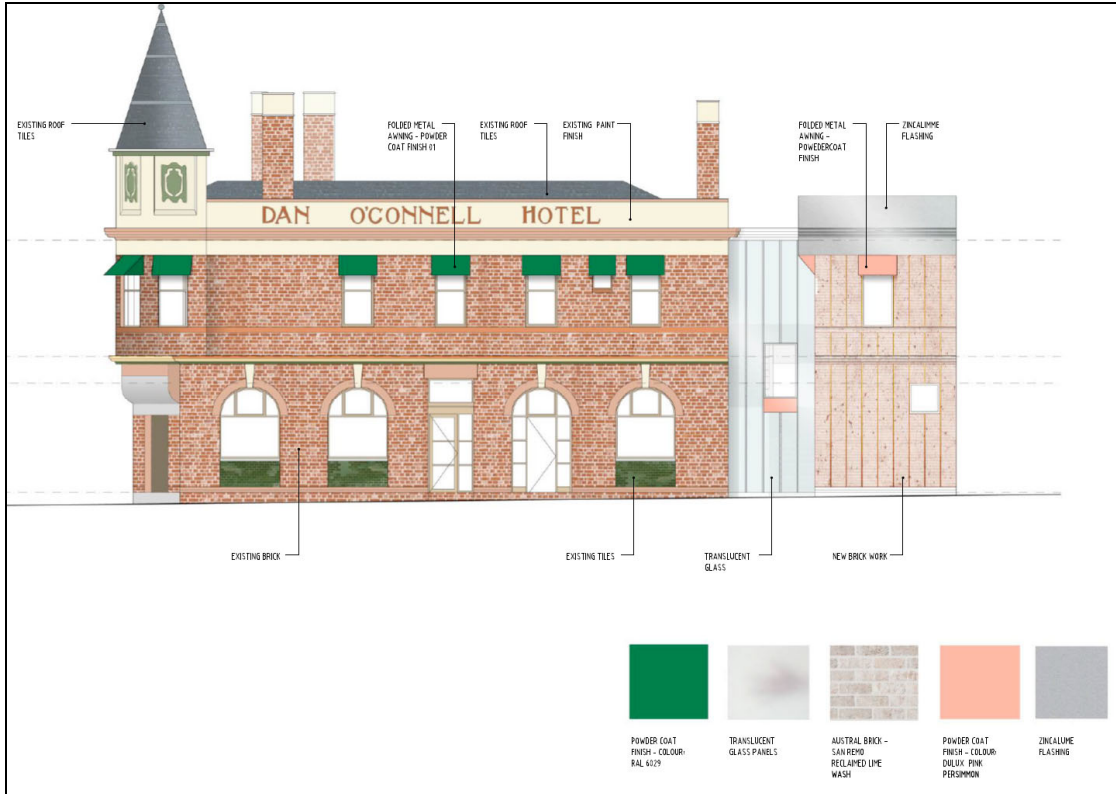 EXISTING ROOF
TILES
FOLDED METAL
AWNING - POWDER
COAT FINISH 01
EXISTING ROOF
TILES
EXISTING PAINT
FINISH
FOLDED METAL
AWNING -
POWEDERCOAT
FINISH
ZINCALIMME
FLASHING
DAN O'CONNELL HOTEL
EXISTING BRICK
EXISTING TILES
TRANSLUCENT
GLASS
NEW BRICK WORK
POWDER COAT
FINISH - COLOUR:
RAL 6029
TRANSLUCENT
GLASS PANELS
AUSTRAL BRICK -
SAN REMO
RECLAIMED LIME
WASH
POWDER COAT
FINISH - COLOUR:
DULUX PINK
PERSIMMON
ZINCALUME
FLASHING